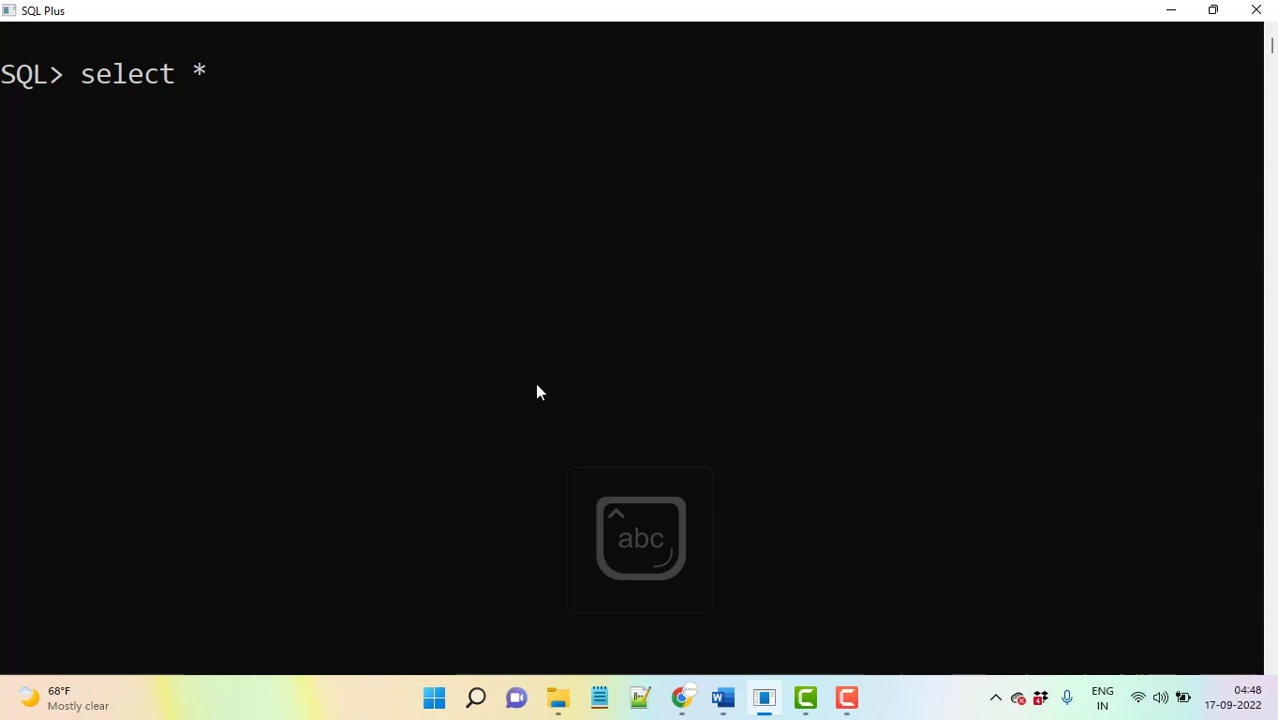 SQL Plus
SQL> select *
abc
68°F
Mostly clear
ENG
IN
04:48
17-09-2022